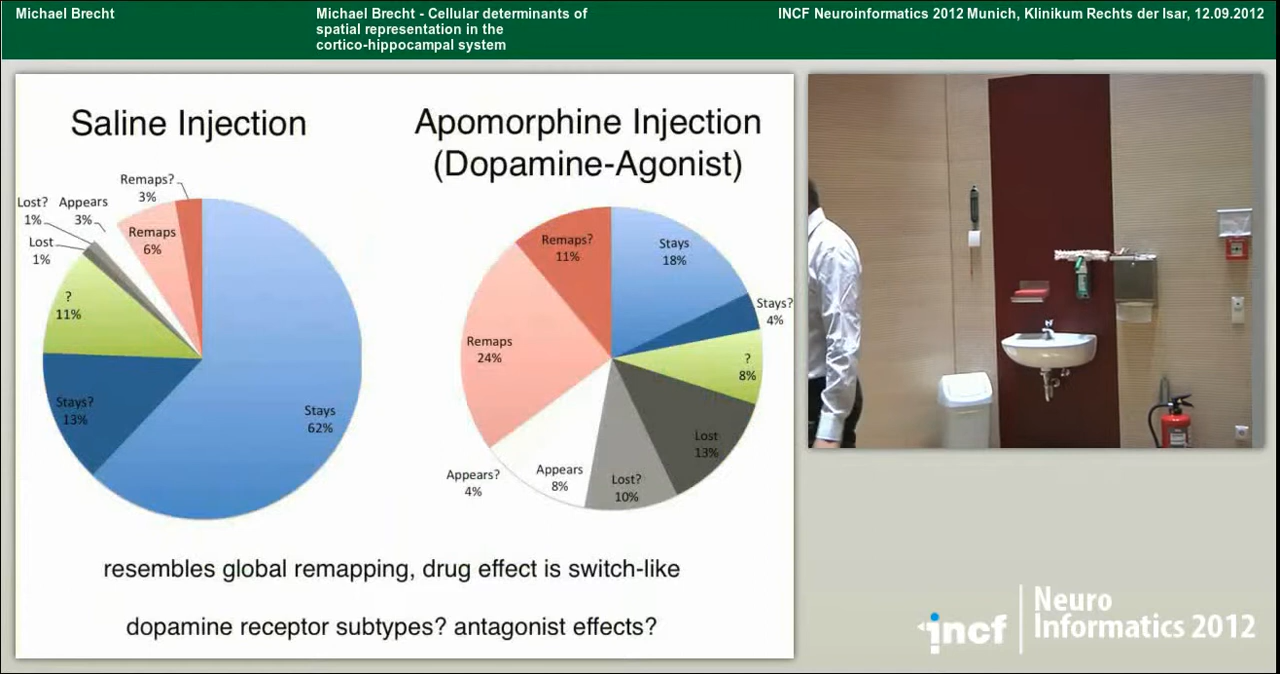 Michael Brecht
Michael Brecht - Cellular determinants of
spatial representation in the
cortico-hippocampal system
INCF Neuroinformatics 2012 Munich, Klinikum Rechts der Isar, 12.09.2012
Saline Injection
Remaps?
3%
Lost?
1%
Appears
3%
Remaps
6%
Lost
1%
?
11%
Stays?
13%
Stays
62%
Apomorphine Injection
(Dopamine-Agonist)
Remaps?
11%
Stays
18%
Stays?
4%
Remaps
24%
?
8%
Lost
13%
Appears?
4%
Appears
8%
Lost?
10%
resembles global remapping, drug effect is switch-like
dopamine receptor subtypes? antagonist effects?
incf
Neuro
Informatics 2012